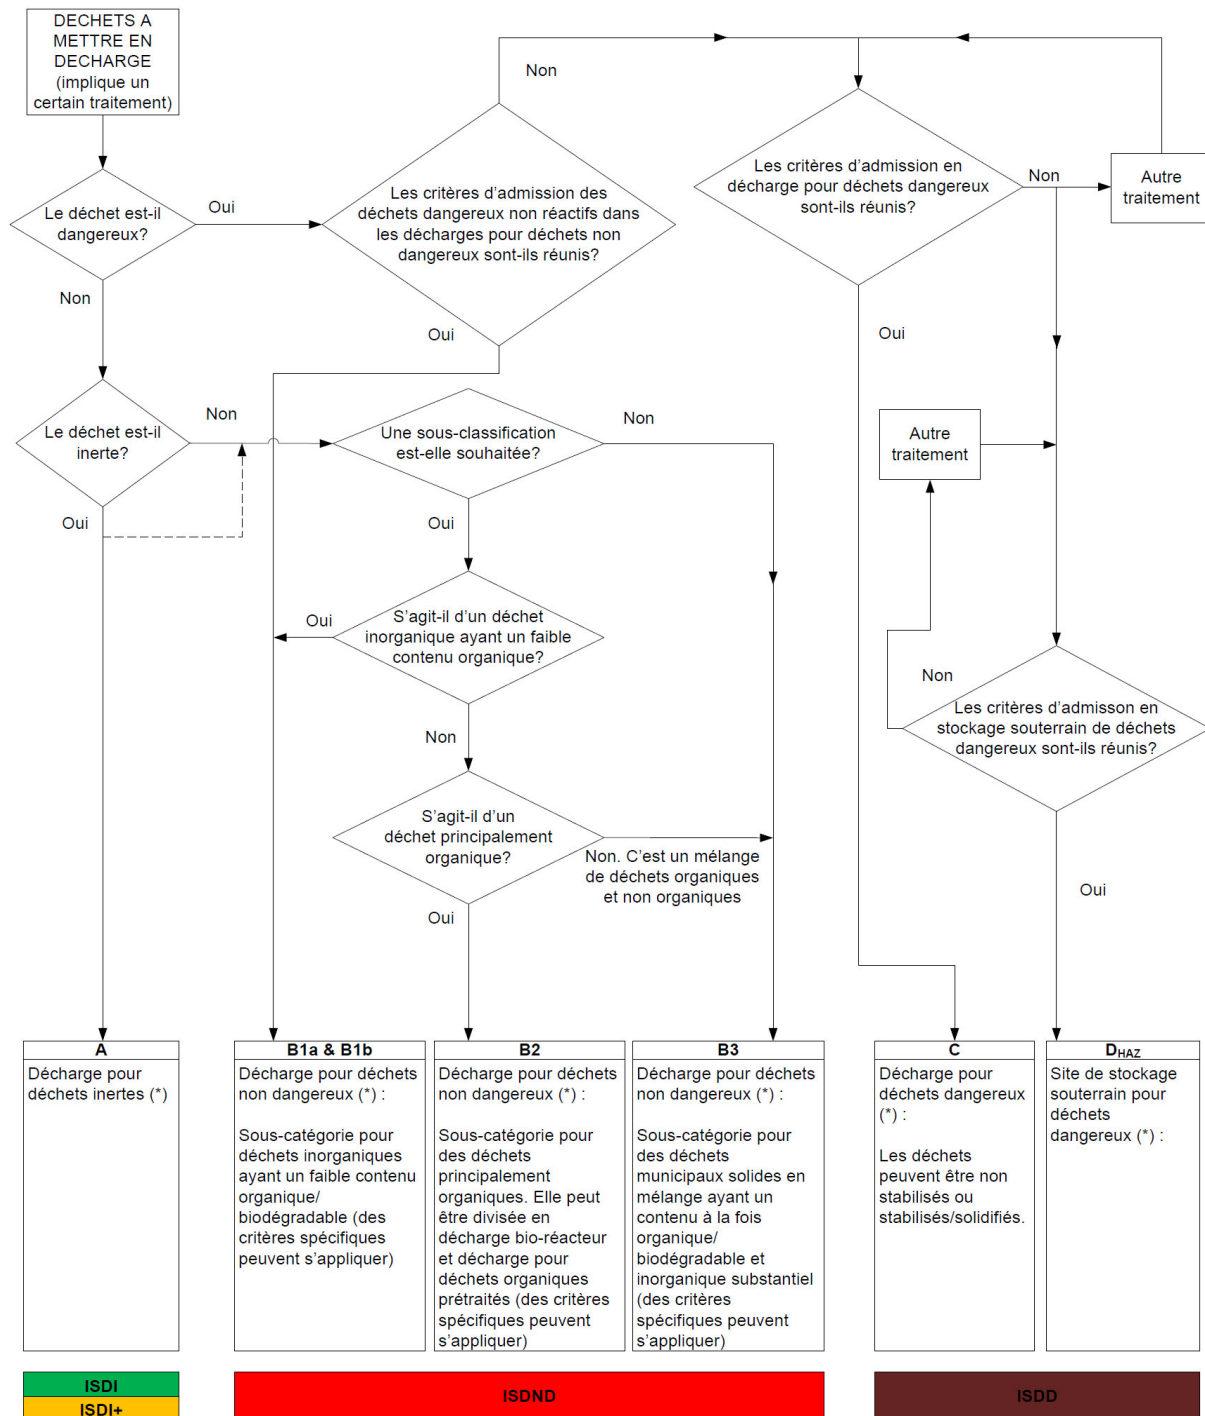 DECHETS A
METTRE EN
DECHARGE
(implique un
certain traitement)
Non
Les critères d'admission en
décharge pour déchets dangereux
sont-ils réunis?
Non
Autre
traitement
Le déchet est-il
dangereux?
Oui
Les critères d'admission des
déchets dangereux non réactifs dans
les décharges pour déchets non
dangereux sont-ils réunis?
Non
Oui
Oui
Le déchet est-il
inerte?
Non
Une sous-classification
est-elle souhaitée?
Non
Autre
traitement
Oui
Oui
Oui
S'agit-il d'un déchet
inorganique ayant un faible
contenu organique?
Non
Les critères d'admisson en
stockage souterrain de déchets
dangereux sont-ils réunis?
Non
S'agit-il d'un
déchet principalement
organique?
Non. C'est un mélange
de déchets organiques
et non organiques
Oui
Oui
A
Décharge pour
déchets inertes (*)
B1a & B1b
Décharge pour déchets
non dangereux (*) :
Sous-catégorie pour
déchets inorganiques
ayant un faible contenu
organique/
biodégradable (des
critères spécifiques
peuvent s'appliquer)
B2
Décharge pour déchets
non dangereux (*) :
Sous-catégorie pour
des déchets
principalement
organiques. Elle peut
être divisée en
décharge bio-réacteur
et décharge pour
déchets organiques
prétraités (des critères
spécifiques peuvent
s'appliquer)
B3
Décharge pour déchets
non dangereux (*) :
Sous-catégorie pour
des déchets
municipaux solides en
mélange ayant un
contenu à la fois
organique/
biodégradable et
inorganique substantiel
(des critères
spécifiques peuvent
s'appliquer)
C
Décharge pour
déchets dangereux
(*) :
Les déchets
peuvent être non
stabilisés ou
stabilisés/solidifiés.
DHAZ
Site de stockage
souterrain pour
déchets
dangereux (*) :
ISDI
ISDI+
ISDND
ISDD